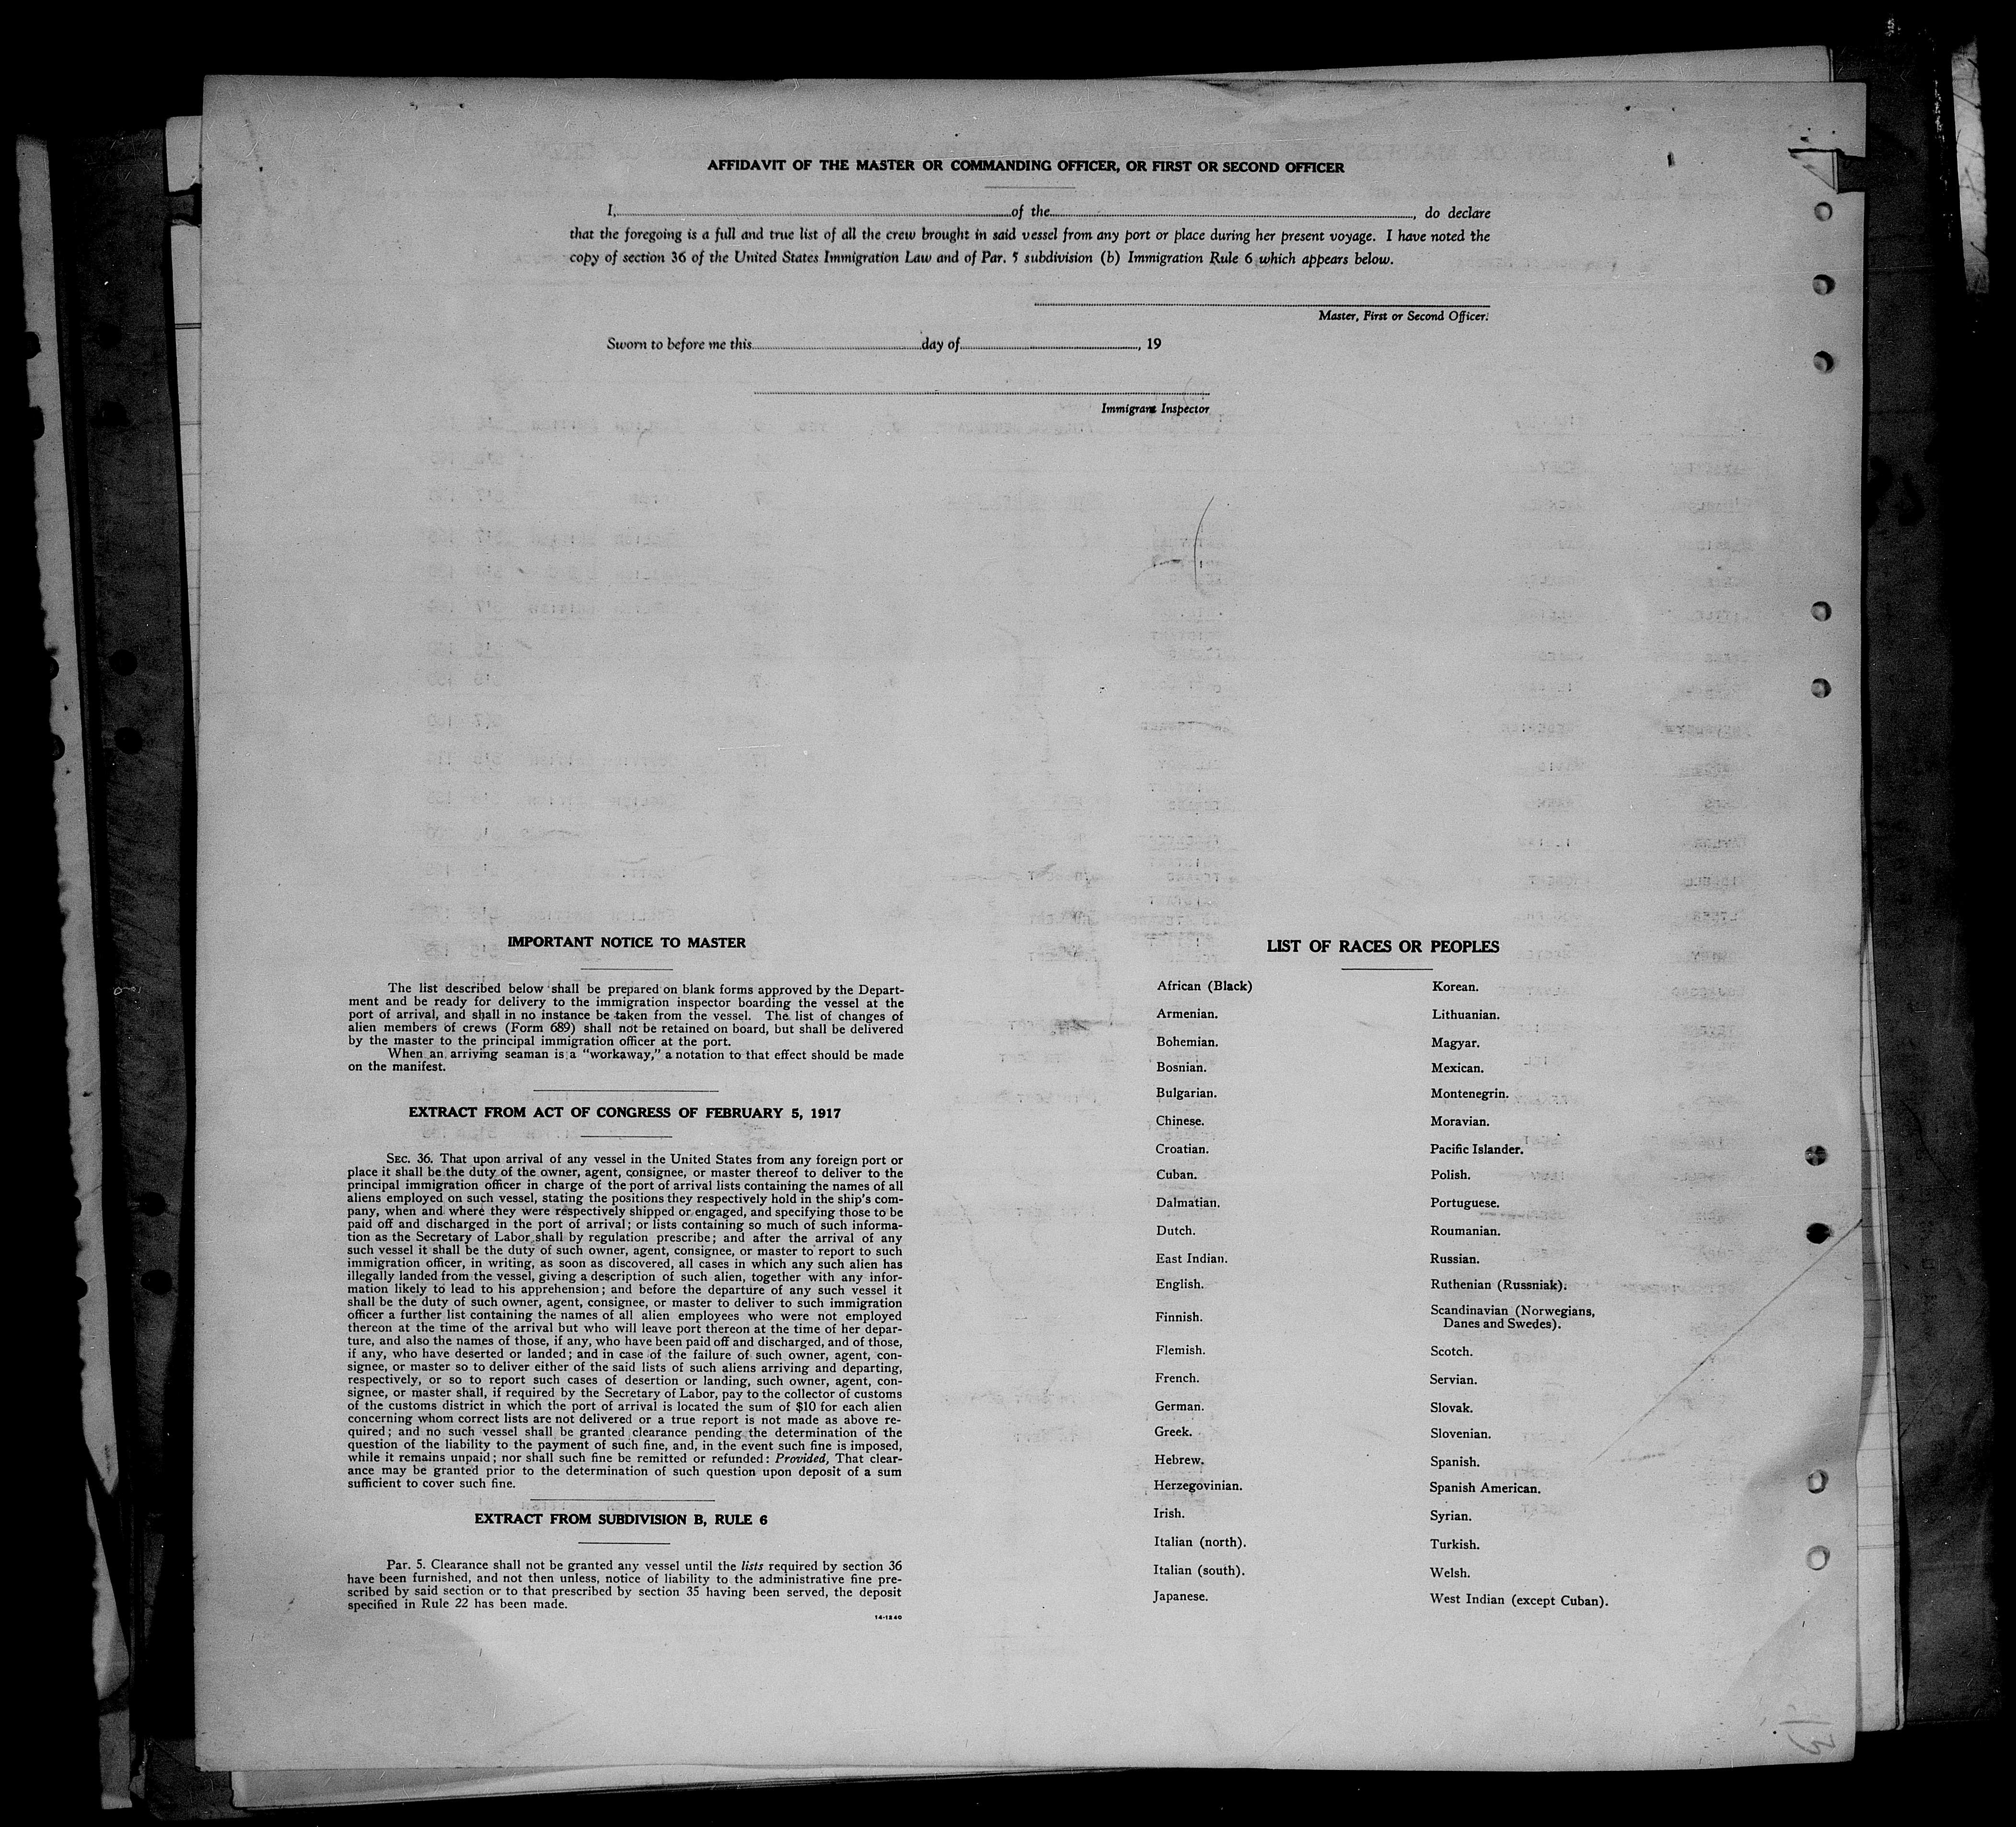 AFFIDAVIT OF THE MASTER OR COMMANDING OFFICER, OR FIRST OR SECOND OFFICER
I, of the , do declare
that the foregoing is a full and true list of all the crew brought in said vessel from any port or place during her present voyage. I have noted the
copy of section 36 of the United States Immigration Law and of Par. 5 subdivision (b) Immigration Rule 6 which appears below.
Master, First or Second Officer.
Sworn to before me this day of , 19
Immigrant Inspector
IMPORTANT NOTICE TO MASTER
The list described below shall be prepared on blank forms approved by the Depart-
ment and be ready for delivery to the immigration inspector boarding the vessel at the
port of arrival, and shall in no instance be taken from the vessel. The list of changes of
alien members of crews (Form 689) shall not be retained on board, but shall be delivered
by the master to the principal immigration officer at the port.
When an arriving seaman is a "workaway," a notation to that effect should be made
on the manifest.
EXTRACT FROM ACT OF CONGRESS OF FEBRUARY 5, 1917
SEC. 36. That upon arrival of any vessel in the United States from any foreign port or
place it shall be the duty of the owner, agent, consignee, or master thereof to deliver to the
principal immigration officer in charge of the port of arrival lists containing the names of all
aliens employed on such vessel, stating the positions they respectively hold in the ship's com-
pany, when and where they were respectively shipped or engaged, and specifying those to be
paid off and discharged in the port of arrival; or lists containing so much of such informa-
tion as the Secretary of Labor shall by regulation prescribe; and after the arrival of any
such vessel it shall be the duty of such owner, agent, consignee, or master to report to such
immigration officer, in writing, as soon as discovered, all cases in which any such alien has
illegally landed from the vessel, giving a description of such alien, together with any infor-
mation likely to lead to his apprehension; and before the departure of any such vessel it
shall be the duty of such owner, agent, consignee, or master to deliver to such immigration
officer a further list containing the names of all alien employees who were not employed
thereon at the time of the arrival but who will leave port thereon at the time of her depar-
ture, and also the names of those, if any, who have been paid off and discharged, and of those,
if any, who have deserted or landed; and in case of the failure of such owner, agent, con-
signee, or master so to deliver either of the said lists of such aliens arriving and departing,
respectively, or so to report such cases of desertion or landing, such owner, agent, con-
signee, or master shall, if required by the Secretary of Labor, pay to the collector of customs
of the customs district in which the port of arrival is located the sum of $10 for each alien
concerning whom correct lists are not delivered or a true report is not made as above re-
quired; and no such vessel shall be granted clearance pending the determination of the
question of the liability to the payment of such fine, and, in the event such fine is imposed,
while it remains unpaid; nor shall such fine be remitted or refunded: Provided, That clear-
ance may be granted prior to the determination of such question upon deposit of a sum
sufficient to cover such fine.
EXTRACT FROM SUBDIVISION B, RULE 6
Par. 5. Clearance shall not be granted any vessel until the lists required by section 36
have been furnished, and not then unless, notice of liability to the administrative fine pre-
scribed by said section or to that prescribed by section 35 having been served, the deposit
specified in Rule 22 has been made.
14-1240
LIST OF RACES OR PEOPLES
African (Black)
Armenian.
Bohemian.
Bosnian.
Bulgarian.
Chinese.
Croatian.
Cuban.
Dalmatian.
Dutch.
East Indian.
English.
Finnish.
Flemish.
French.
German.
Greek.
Hebrew.
Herzegovinian.
Irish.
Italian (north).
Italian (south).
Japanese.
Korean.
Lithuanian.
Magyar.
Mexican.
Montenegrin.
Moravian.
Pacific Islander.
Polish.
Portuguese.
Roumanian.
Russian.
Ruthenian (Russniak).
Scandinavian (Norwegians,
Danes and Swedes).
Scotch.
Servian.
Slovak.
Slovenian.
Spanish.
Spanish American.
Syrian.
Turkish.
Welsh.
West Indian (except Cuban).